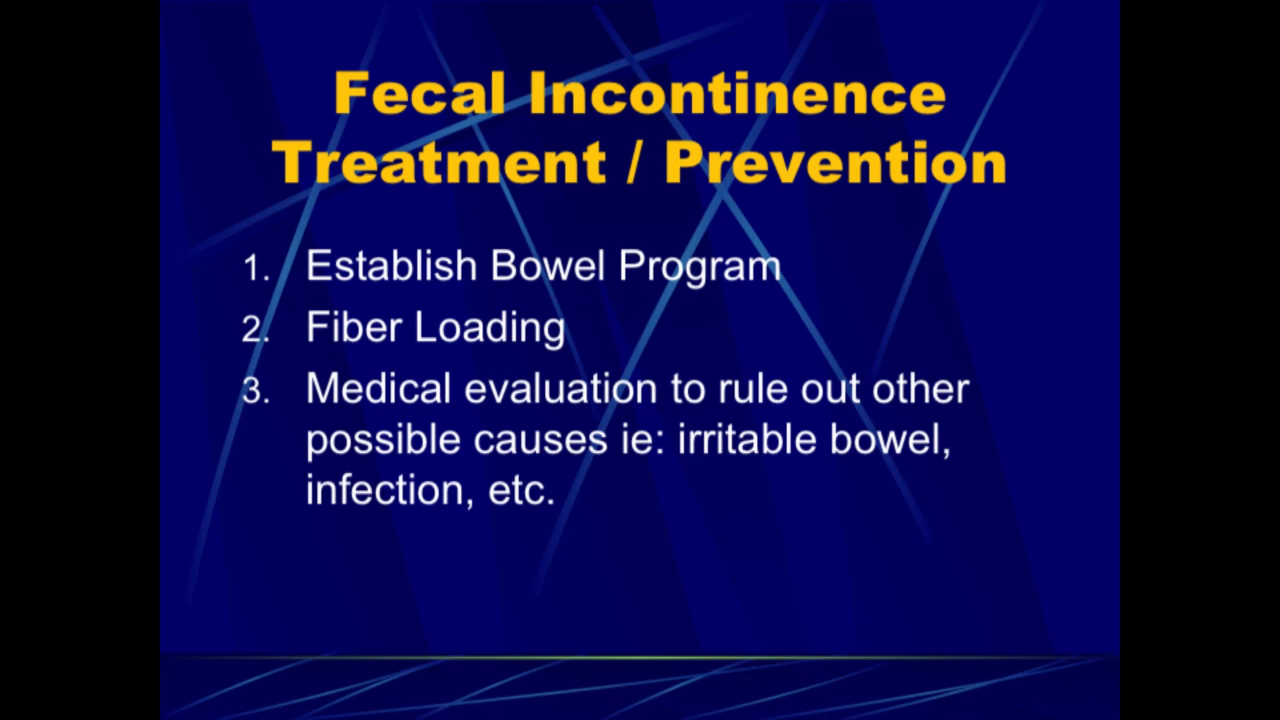 Fecal Incontinence
Treatment / Prevention
1. Establish Bowel Program
2. Fiber Loading
3. Medical evaluation to rule out other
possible causes ie: irritable bowel,
infection, etc.